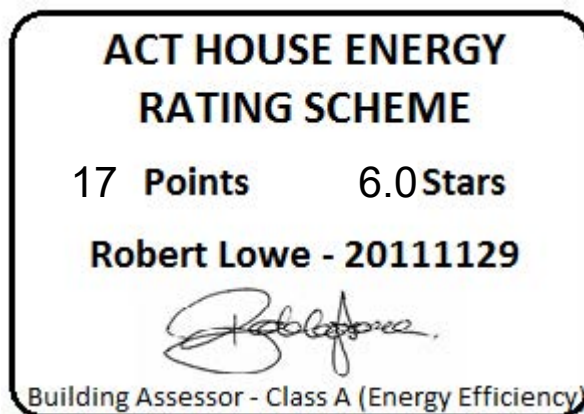 ACT HOUSE ENERGY
RATING SCHEME
17 Points 6.0 Stars
Robert Lowe - 20111129
Building Assessor - Class A (Energy Efficiency)